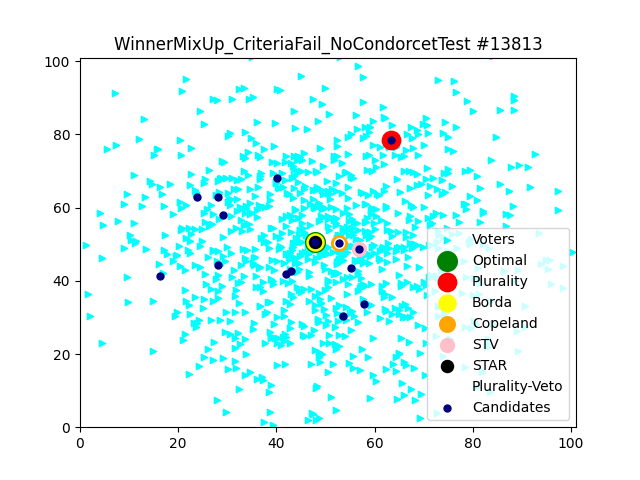 WinnerMixUp_CriteriaFail_NoCondorcetTest #13813
100
80
60
40
20
0
0 20 40 60 80 100
Voters
Optimal
Plurality
Borda
Copeland
STV
STAR
Plurality-Veto
Candidates